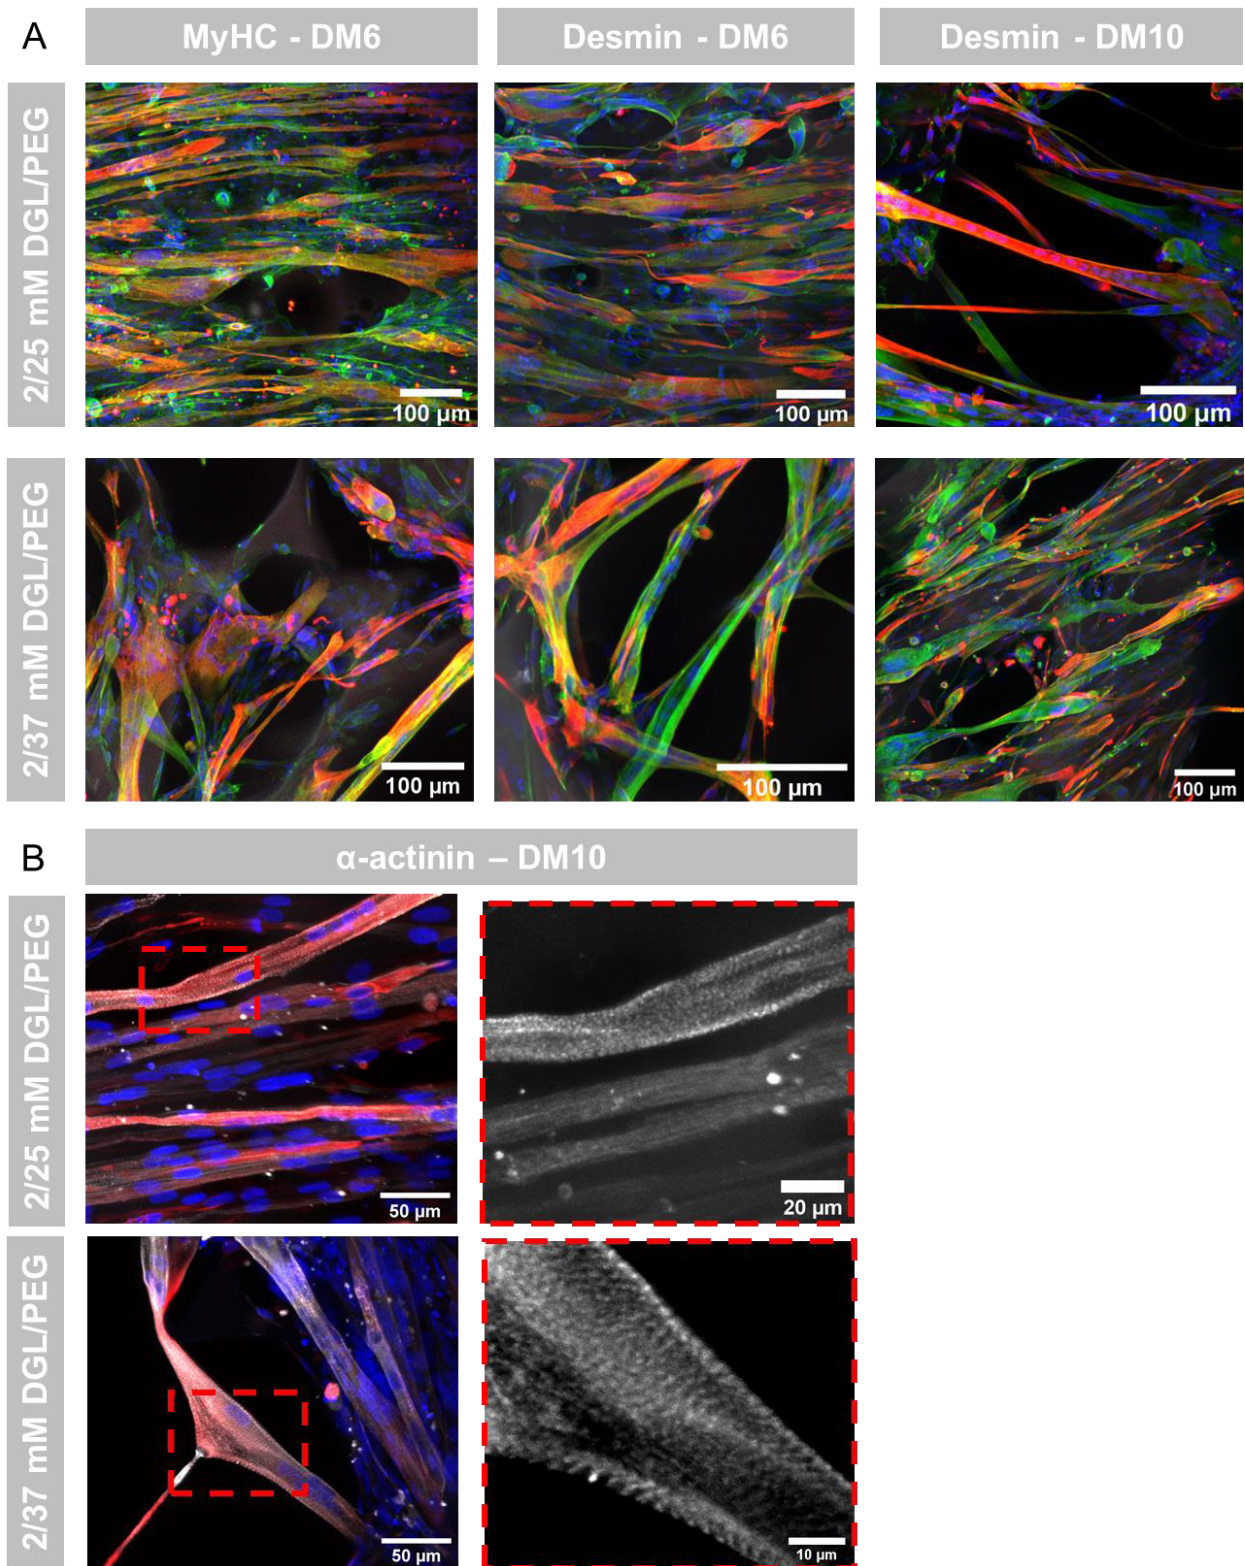 A
MyHC - DM6
Desmin - DM6
Desmin - DM10
2/25 mM DGL/PEG
100 µm
100 µm
100 µm
2/37 mM DGL/PEG
100 µm
100 µm
100 µm
B
α-actinin – DM10
2/25 mM DGL/PEG
50 µm
20 µm
2/37 mM DGL/PEG
50 µm
10 µm